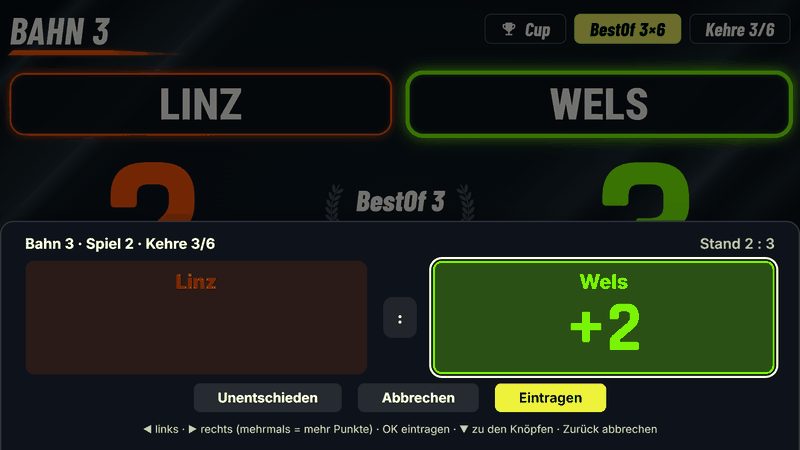 BAHN 3
Cup
BestOf 3×6
Kehre 3/6
LINZ
WELS
2
BestOf 3
3
Bahn 3 · Spiel 2 · Kehre 3/6
Stand 2 : 3
Linz
:
Wels
+2
Unentschieden
Abbrechen
Eintragen
◀ links · ▶ rechts (mehrmals = mehr Punkte) · OK eintragen · ▼ zu den Knöpfen · Zurück abbrechen